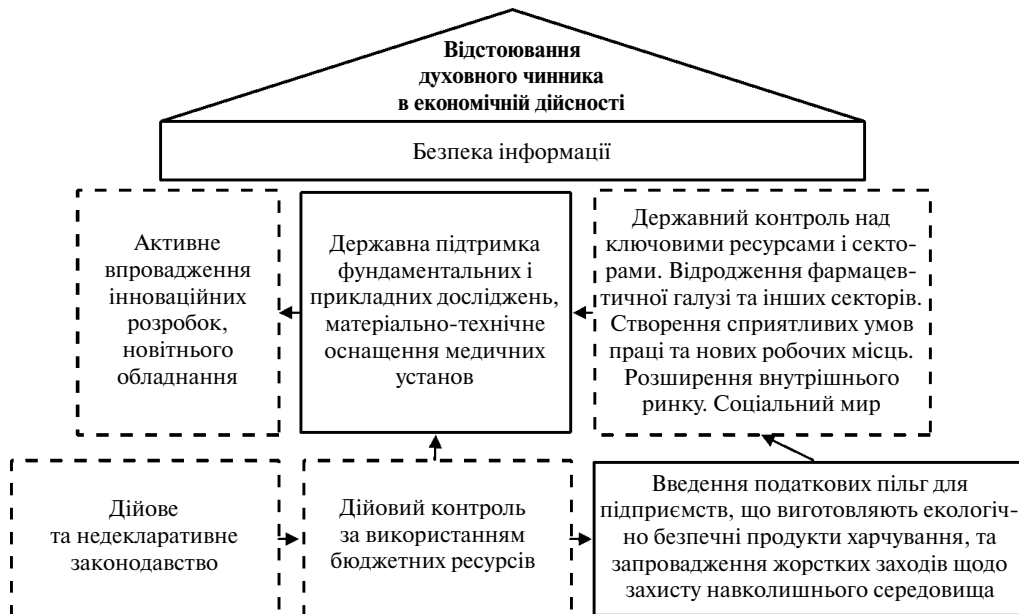 Відстоювання
духовного чинника
в економічній дійсності
Безпека інформації
Активне
впровадження
інноваційних
розробок,
новітнього
обладнання
Державна підтримка
фундаментальних і
прикладних досліджень,
матеріально-технічне
оснащення медичних
установ
Державний контроль над
ключовими ресурсами і секто-
рами. Відродження фармацев-
тичної галузі та інших секторів.
Створення сприятливих умов
праці та нових робочих місць.
Розширення внутрішнього
ринку. Соціальний мир
Дійове
та недекларативне
законодавство
Дійовий контроль
за використанням
бюджетних ресурсів
Введення податкових пільг для
підприємств, що виготовляють екологіч-
но безпечні продукти харчування, та
запровадження жорстких заходів щодо
захисту навколишнього середовища